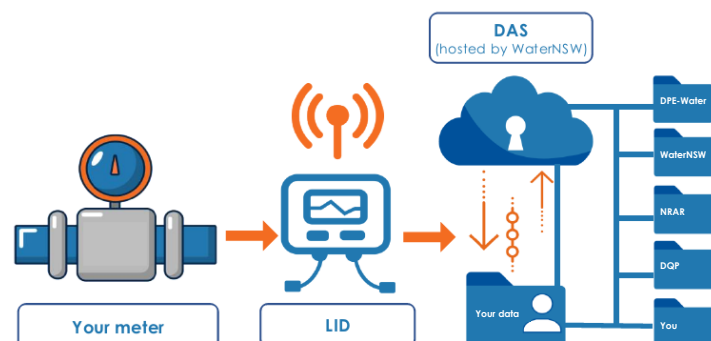 DAS
(hosted by WaterNSW)
DPE-Water
WaterNSW
NRAR
DQP
You
Your data
Your meter
LID